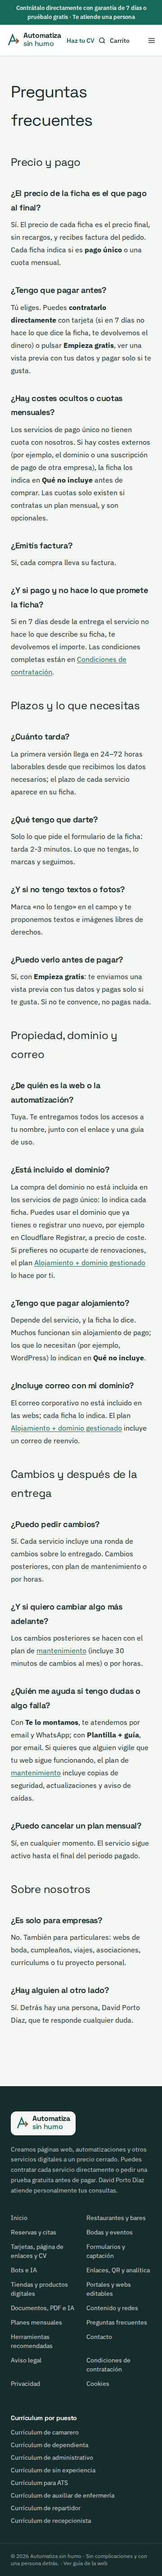 Contrátalo directamente con garantía de 7 días o
pruébalo gratis · Te atiende una persona
Automatiza
sin humo
Haz tu CV
Carrito
Preguntas
frecuentes
Precio y pago
¿El precio de la ficha es el que pago
al final?
Sí. El precio de cada ficha es el precio final,
sin recargos, y recibes factura del pedido.
Cada ficha indica si es pago único o una
cuota mensual.
¿Tengo que pagar antes?
Tú eliges. Puedes contratarlo
directamente con tarjeta (si en 7 días no
hace lo que dice la ficha, te devolvemos el
dinero) o pulsar Empieza gratis, ver una
vista previa con tus datos y pagar solo si te
gusta.
¿Hay costes ocultos o cuotas
mensuales?
Los servicios de pago único no tienen
cuota con nosotros. Si hay costes externos
(por ejemplo, el dominio o una suscripción
de pago de otra empresa), la ficha los
indica en Qué no incluye antes de
comprar. Las cuotas solo existen si
contratas un plan mensual, y son
opcionales.
¿Emitís factura?
Sí, cada compra lleva su factura.
¿Y si pago y no hace lo que promete
la ficha?
Si en 7 días desde la entrega el servicio no
hace lo que describe su ficha, te
devolvemos el importe. Las condiciones
completas están en Condiciones de
contratación.
Plazos y lo que necesitas
¿Cuánto tarda?
La primera versión llega en 24–72 horas
laborables desde que recibimos los datos
necesarios; el plazo de cada servicio
aparece en su ficha.
¿Qué tengo que darte?
Solo lo que pide el formulario de la ficha:
tarda 2-3 minutos. Lo que no tengas, lo
marcas y seguimos.
¿Y si no tengo textos o fotos?
Marca «no lo tengo» en el campo y te
proponemos textos e imágenes libres de
derechos.
¿Puedo verlo antes de pagar?
Sí, con Empieza gratis: te enviamos una
vista previa con tus datos y pagas solo si
te gusta. Si no te convence, no pagas nada.
Propiedad, dominio y
correo
¿De quién es la web o la
automatización?
Tuya. Te entregamos todos los accesos a
tu nombre, junto con el enlace y una guía
de uso.
¿Está incluido el dominio?
La compra del dominio no está incluida en
los servicios de pago único: lo indica cada
ficha. Puedes usar el dominio que ya
tienes o registrar uno nuevo, por ejemplo
en Cloudflare Registrar, a precio de coste.
Si prefieres no ocuparte de renovaciones,
el plan Alojamiento + dominio gestionado
lo hace por ti.
¿Tengo que pagar alojamiento?
Depende del servicio, y la ficha lo dice.
Muchos funcionan sin alojamiento de pago;
los que lo necesitan (por ejemplo,
WordPress) lo indican en Qué no incluye.
¿Incluye correo con mi dominio?
El correo corporativo no está incluido en
las webs; cada ficha lo indica. El plan
Alojamiento + dominio gestionado incluye
un correo de reenvío.
Cambios y después de la
entrega
¿Puedo pedir cambios?
Sí. Cada servicio incluye una ronda de
cambios sobre lo entregado. Cambios
posteriores, con plan de mantenimiento o
por horas.
¿Y si quiero cambiar algo más
adelante?
Los cambios posteriores se hacen con el
plan de mantenimiento (incluye 30
minutos de cambios al mes) o por horas.
¿Quién me ayuda si tengo dudas o
algo falla?
Con Te lo montamos, te atendemos por
email y WhatsApp; con Plantilla + guía,
por email. Si quieres que alguien vigile que
tu web sigue funcionando, el plan de
mantenimiento incluye copias de
seguridad, actualizaciones y aviso de
caídas.
¿Puedo cancelar un plan mensual?
Sí, en cualquier momento. El servicio sigue
activo hasta el final del periodo pagado.
Sobre nosotros
¿Es solo para empresas?
No. También para particulares: webs de
boda, cumpleaños, viajes, asociaciones,
currículums o tu proyecto personal.
¿Hay alguien al otro lado?
Sí. Detrás hay una persona, David Porto
Díaz, que te responde cualquier duda.
Automatiza
sin humo
Creamos páginas web, automatizaciones y otros
servicios digitales a un precio cerrado. Puedes
contratar cada servicio directamente o pedir una
prueba gratuita antes de pagar. David Porto Díaz
atiende personalmente tus consultas.
Inicio
Restaurantes y bares
Reservas y citas
Bodas y eventos
Tarjetas, página de
enlaces y CV
Formularios y
captación
Bots e IA
Enlaces, QR y analítica
Tiendas y productos
digitales
Portales y webs
editables
Documentos, PDF e IA
Contenido y redes
Planes mensuales
Preguntas frecuentes
Herramientas
recomendadas
Contacto
Aviso legal
Condiciones de
contratación
Privacidad
Cookies
Currículum por puesto
Currículum de camarero
Currículum de dependienta
Currículum de administrativo
Currículum de sin experiencia
Currículum para ATS
Currículum de auxiliar de enfermería
Currículum de repartidor
Currículum de recepcionista
© 2026 Automatiza sin humo · Sin complicaciones y con
una persona detrás. · Ver guía de la web